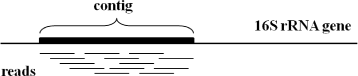 contig
16S rRNA gene
reads